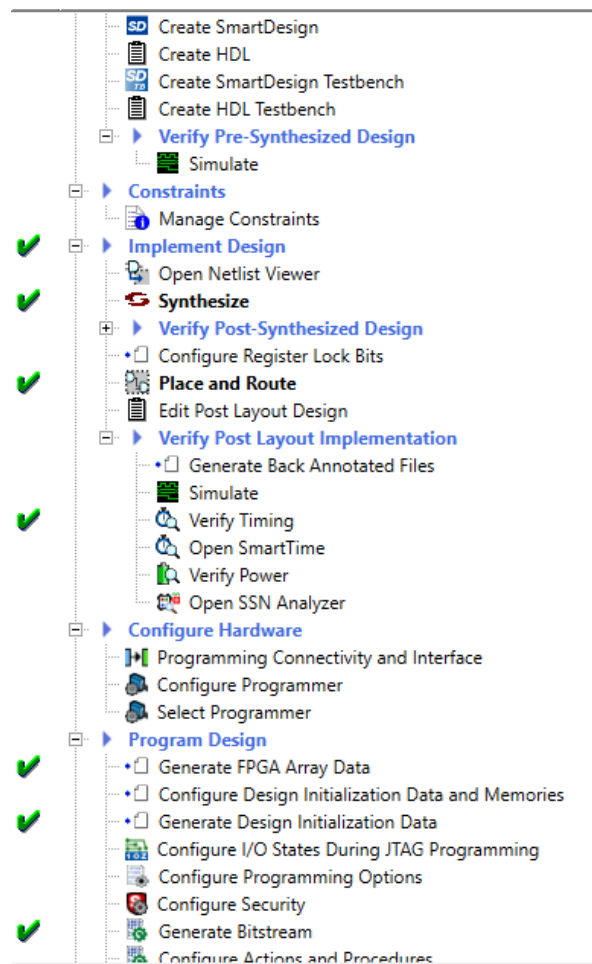 Create SmartDesign
Create HDL
Create SmartDesign Testbench
Create HDL Testbench
Verify Pre-Synthesized Design
Simulate
Constraints
Manage Constraints
Implement Design
Open Netlist Viewer
Synthesize
Verify Post-Synthesized Design
Configure Register Lock Bits
Place and Route
Edit Post Layout Design
Verify Post Layout Implementation
Generate Back Annotated Files
Simulate
Verify Timing
Open SmartTime
Verify Power
Open SSN Analyzer
Configure Hardware
Programming Connectivity and Interface
Configure Programmer
Select Programmer
Program Design
Generate FPGA Array Data
Configure Design Initialization Data and Memories
Generate Design Initialization Data
Configure I/O States During JTAG Programming
Configure Programming Options
Configure Security
Generate Bitstream
Configure Actions and Procedures